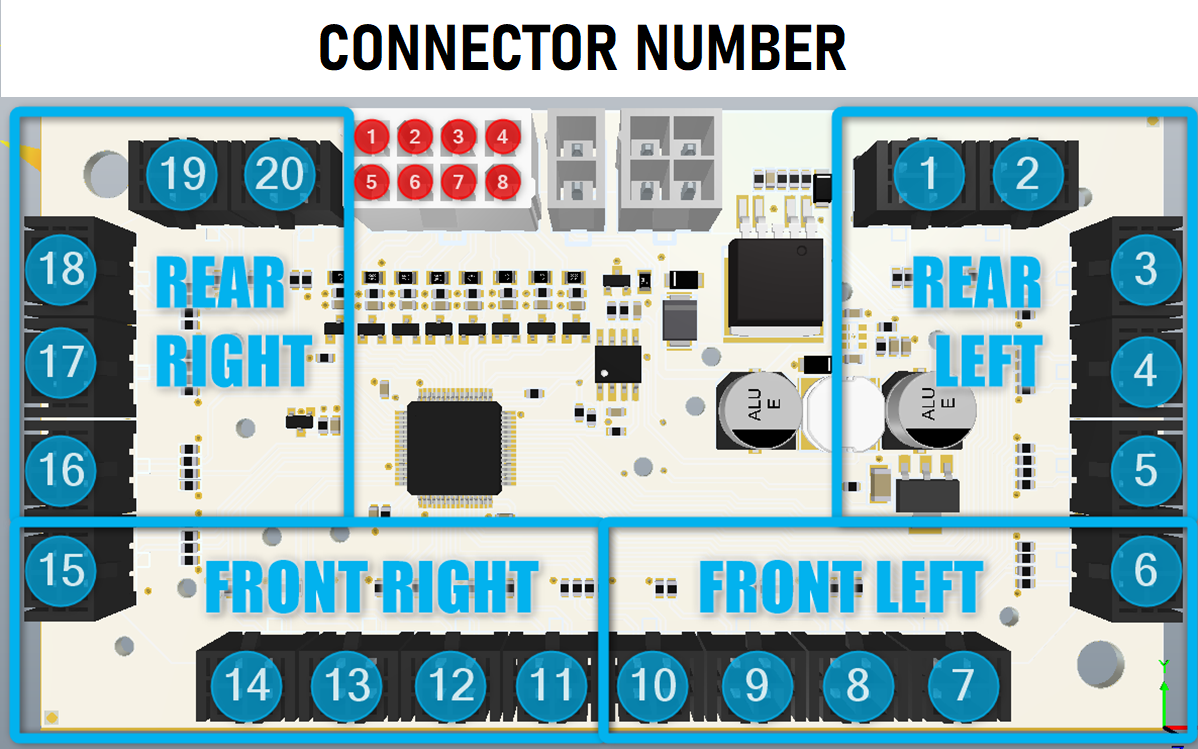 CONNECTOR NUMBER
19 20
1 2 3 4
5 6 7 8
1 2
18
17
16
15
REAR
RIGHT
REAR
LEFT
3
4
5
6
ALU
E
ALU
E
FRONT RIGHT
FRONT LEFT
14 13 12 11 10 9 8 7
Y